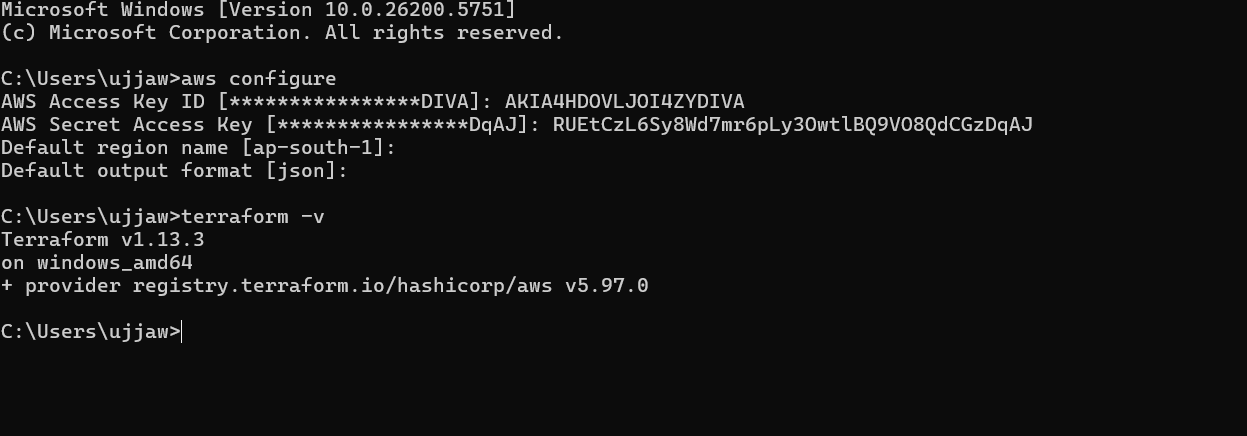 Microsoft Windows [Version 10.0.26200.5751]
(c) Microsoft Corporation. All rights reserved.
C:\Users\ujjaw>aws configure
AWS Access Key ID [****************DIVA]: AKIA4HDOVLJOI4ZYDIVA
AWS Secret Access Key [****************DqAJ]: 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
Default region name [ap-south-1]:
Default output format [json]:
C:\Users\ujjaw>terraform -v
Terraform v1.13.3
on windows_amd64
+ provider registry.terraform.io/hashicorp/aws v5.97.0
C:\Users\ujjaw>